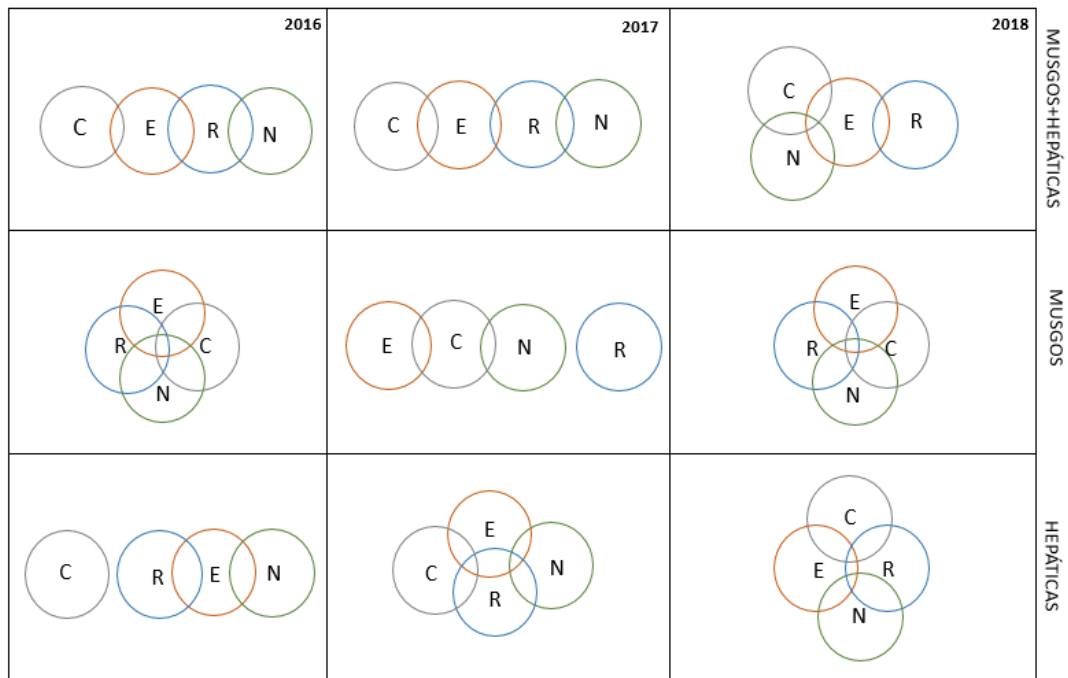 2016
2017
2018
C E R N
C E R N
C
E R
N
MUSGOS+HEPÁTICAS
E
R C
N
E C N R
E
R C
N
MUSGOS
C R E N
E
C N
R
C
E R
N
HEPÁTICAS